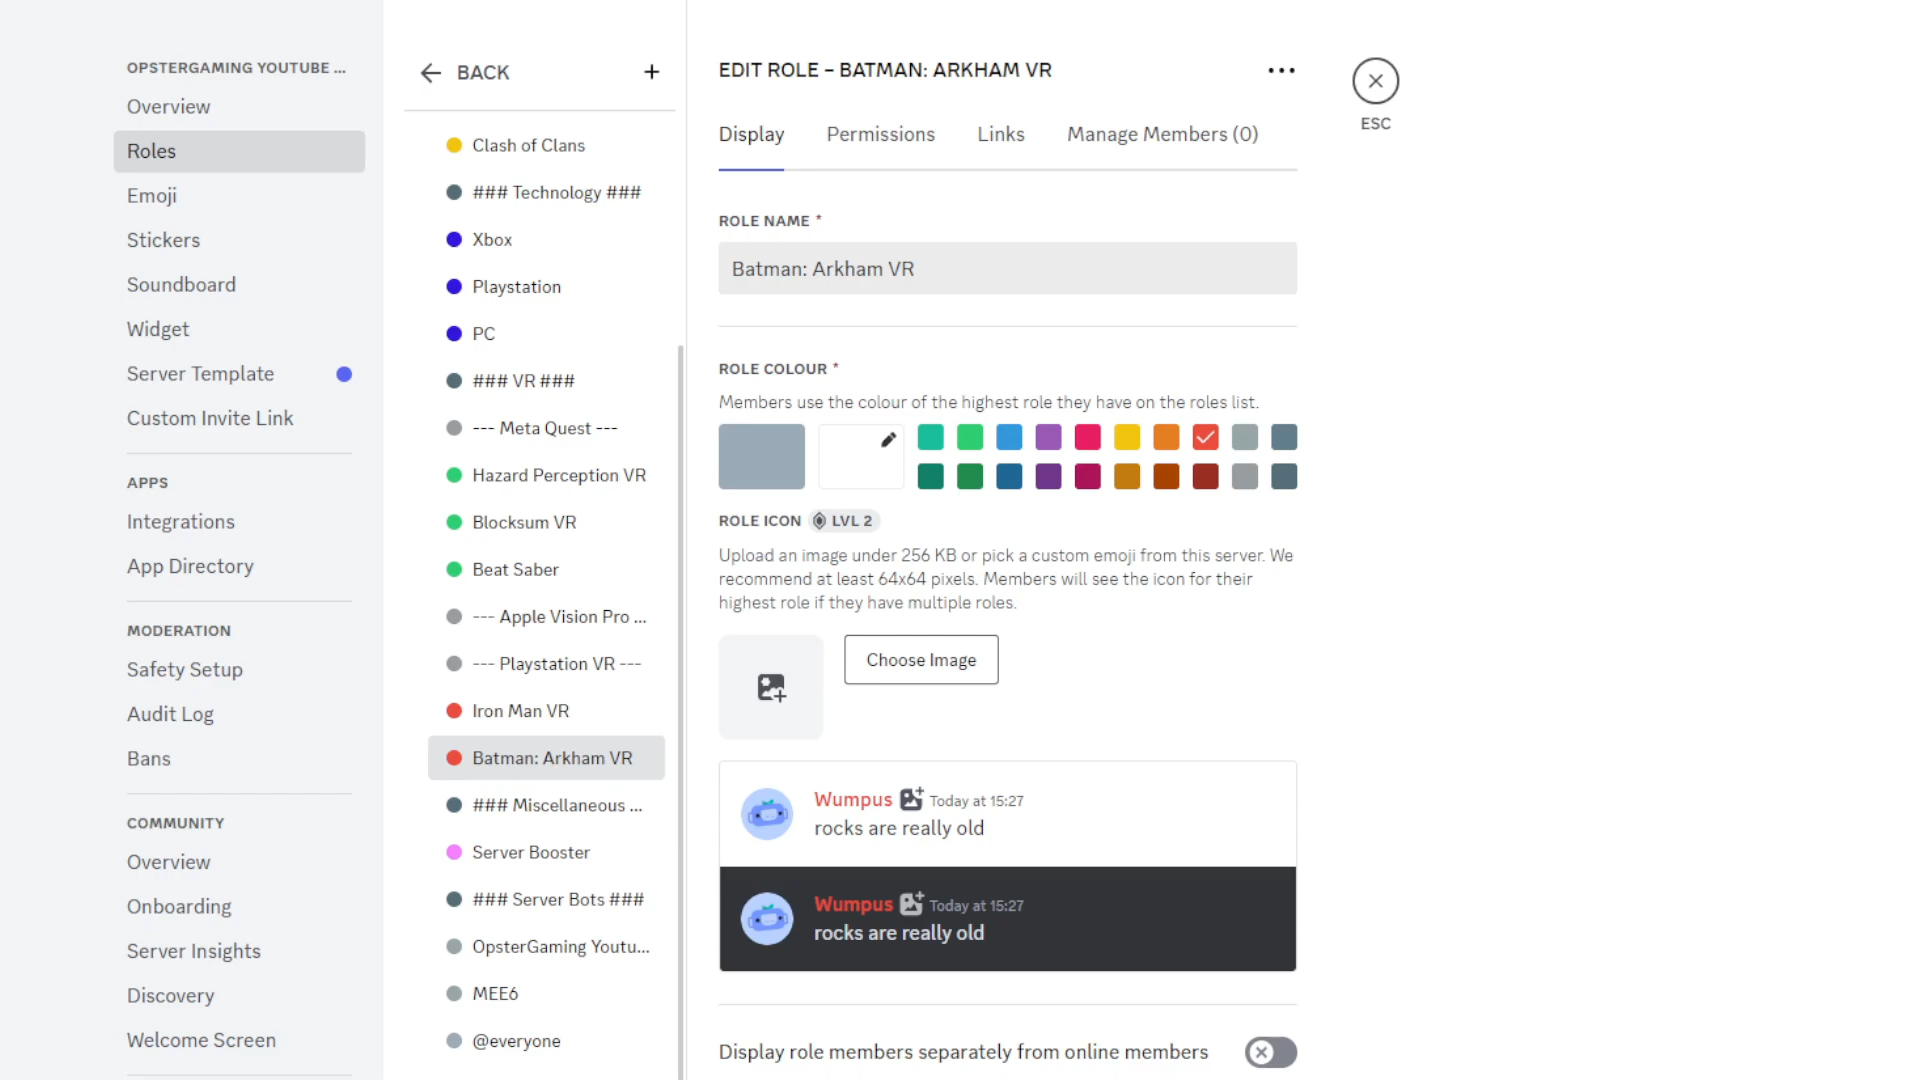 OPSTERGAMING YOUTUBE ...
Overview
Roles
Emoji
Stickers
Soundboard
Widget
Server Template
Custom Invite Link
APPS
Integrations
App Directory
MODERATION
Safety Setup
Audit Log
Bans
COMMUNITY
Overview
Onboarding
Server Insights
Discovery
Welcome Screen
BACK
Clash of Clans
### Technology ###
Xbox
Playstation
PC
### VR ###
--- Meta Quest ---
Hazard Perception VR
Blocksum VR
Beat Saber
--- Apple Vision Pro ...
--- Playstation VR ---
Iron Man VR
Batman: Arkham VR
### Miscellaneous ...
Server Booster
### Server Bots ###
OpsterGaming Youtu...
MEE6
@everyone
EDIT ROLE – BATMAN: ARKHAM VR
Display Permissions Links Manage Members (0)
ROLE NAME *
Batman: Arkham VR
ROLE COLOUR *
Members use the colour of the highest role they have on the roles list.
ROLE ICON LVL 2
Upload an image under 256 KB or pick a custom emoji from this server. We
recommend at least 64x64 pixels. Members will see the icon for their
highest role if they have multiple roles.
Choose Image
Wumpus Today at 15:27
rocks are really old
Wumpus Today at 15:27
rocks are really old
Display role members separately from online members
ESC